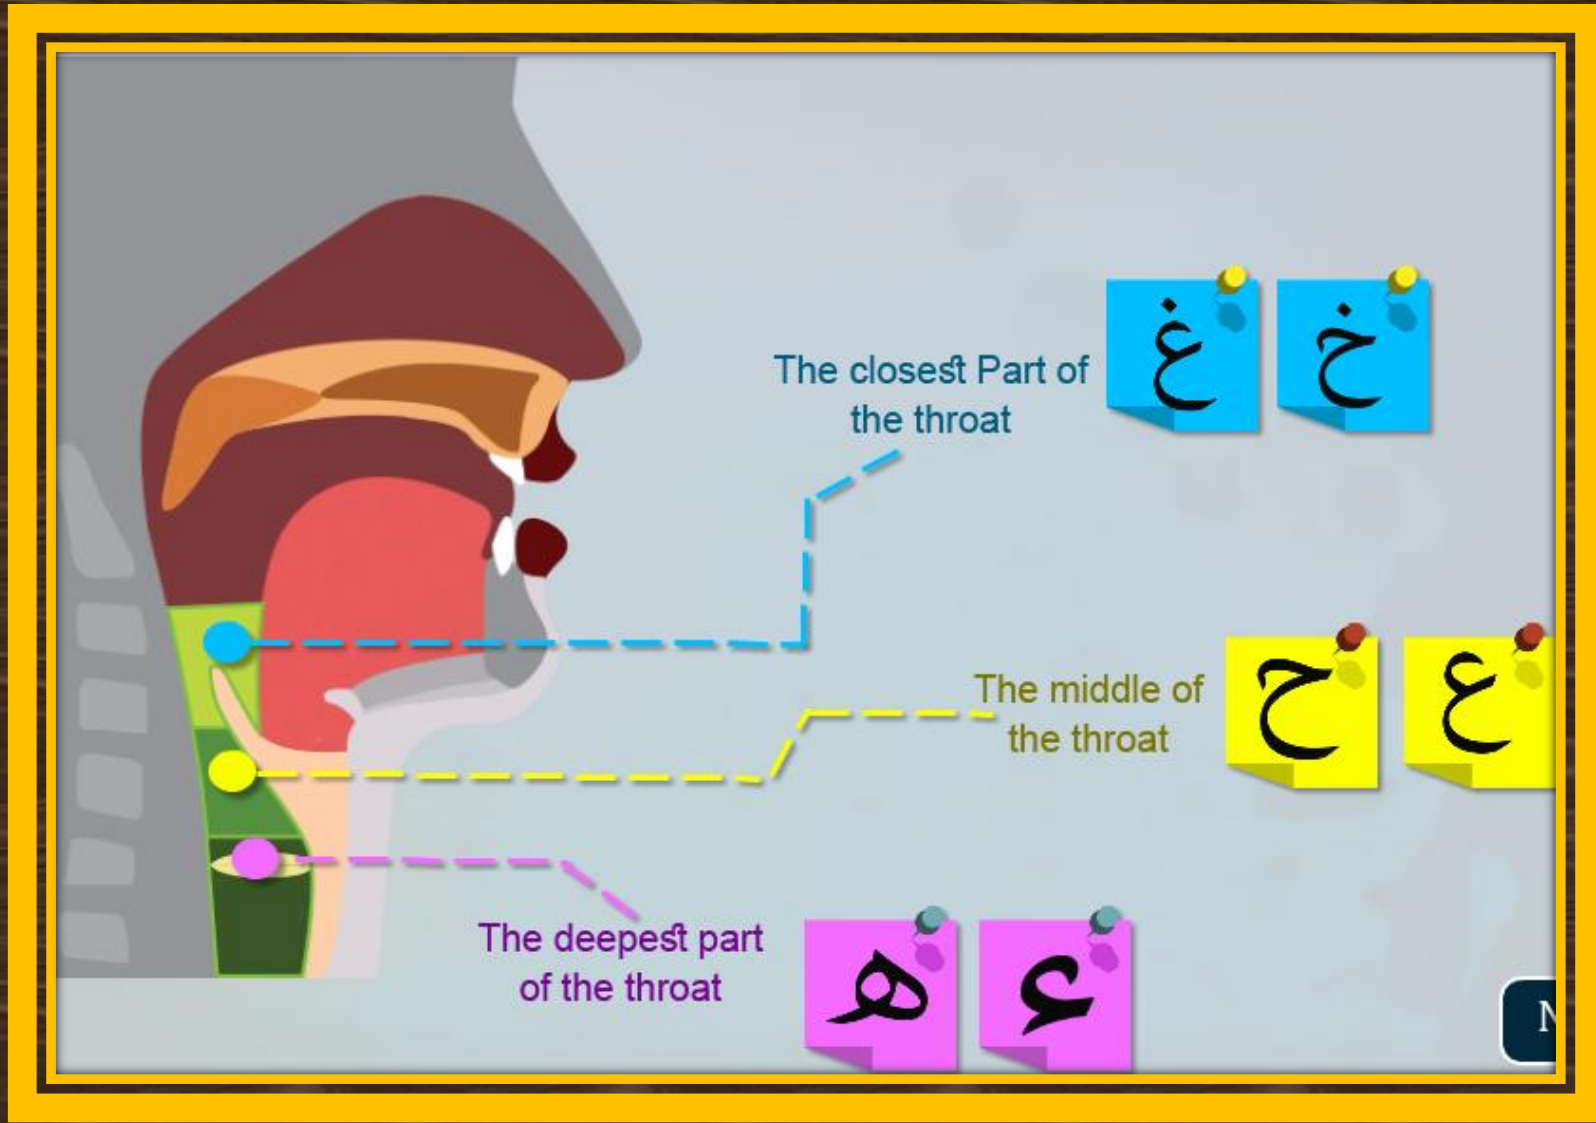 The closest Part of
the throat
غ
خ
The middle of
the throat
ح
ع
The deepest part
of the throat
ه
ء
N